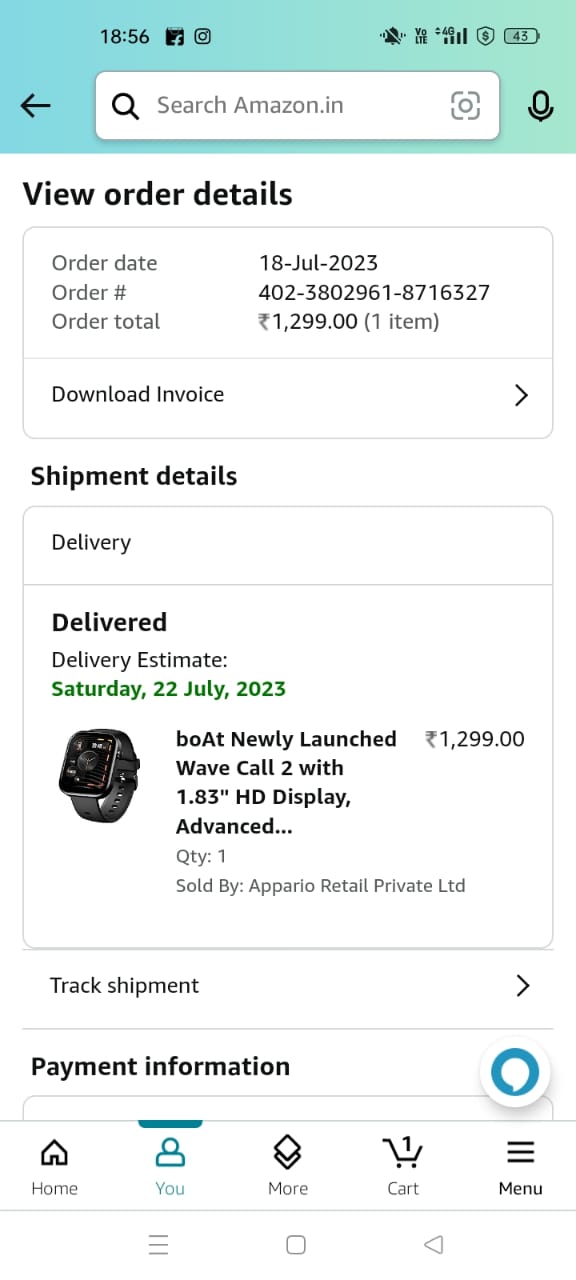 18:56
Vo
LTE
4G
43
Search Amazon.in
View order details
Order date 18-Jul-2023
Order # 402-3802961-8716327
Order total ₹1,299.00 (1 item)
Download Invoice
Shipment details
Delivery
Delivered
Delivery Estimate:
Saturday, 22 July, 2023
boAt Newly Launched ₹1,299.00
Wave Call 2 with
1.83" HD Display,
Advanced...
Qty: 1
Sold By: Appario Retail Private Ltd
Track shipment
Payment information
1
Home You More Cart Menu